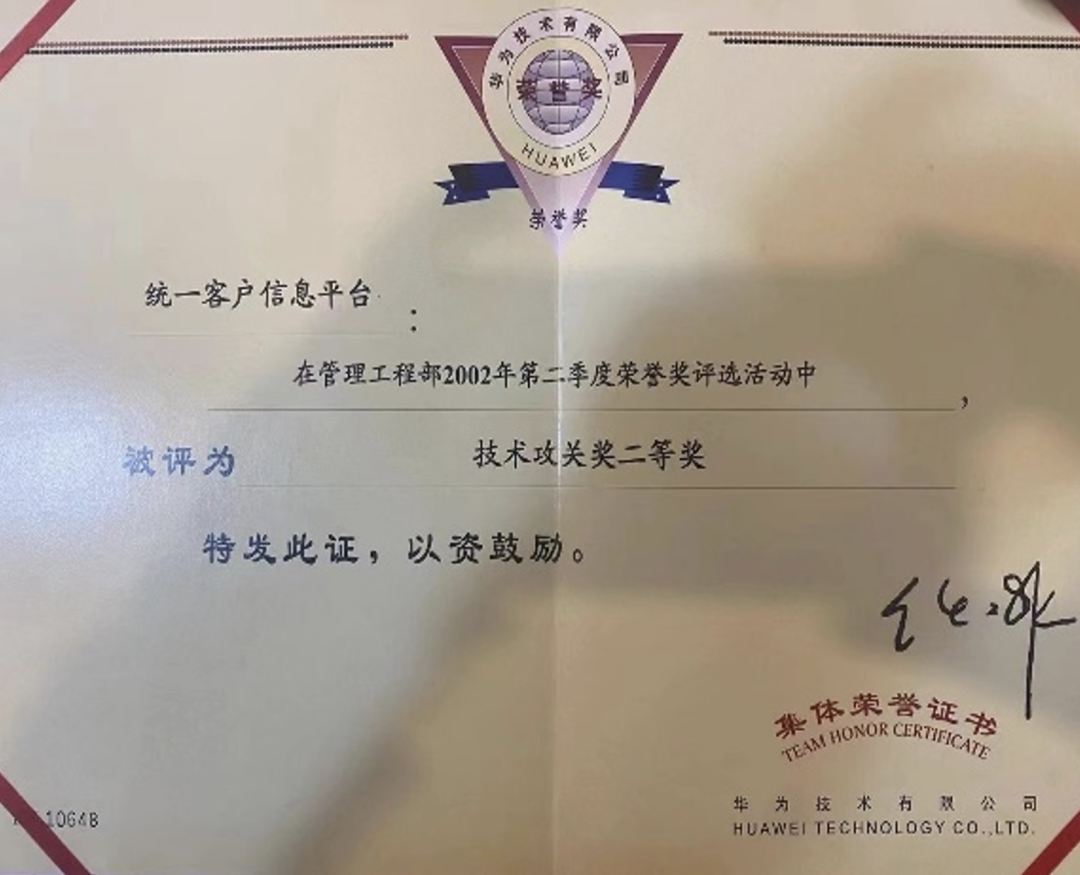 华为技术有限公司
荣誉奖
HUAWEI
荣誉奖
统一客户信息平台
:
在管理工程部2002年第二季度荣誉奖评选活动中
,
被评为 技术攻关奖二等奖
特发此证，以资鼓励。
集体荣誉证书
TEAM HONOR CERTIFICATE
10648
华为技术有限公司
HUAWEI TECHNOLOGY CO.,LTD.